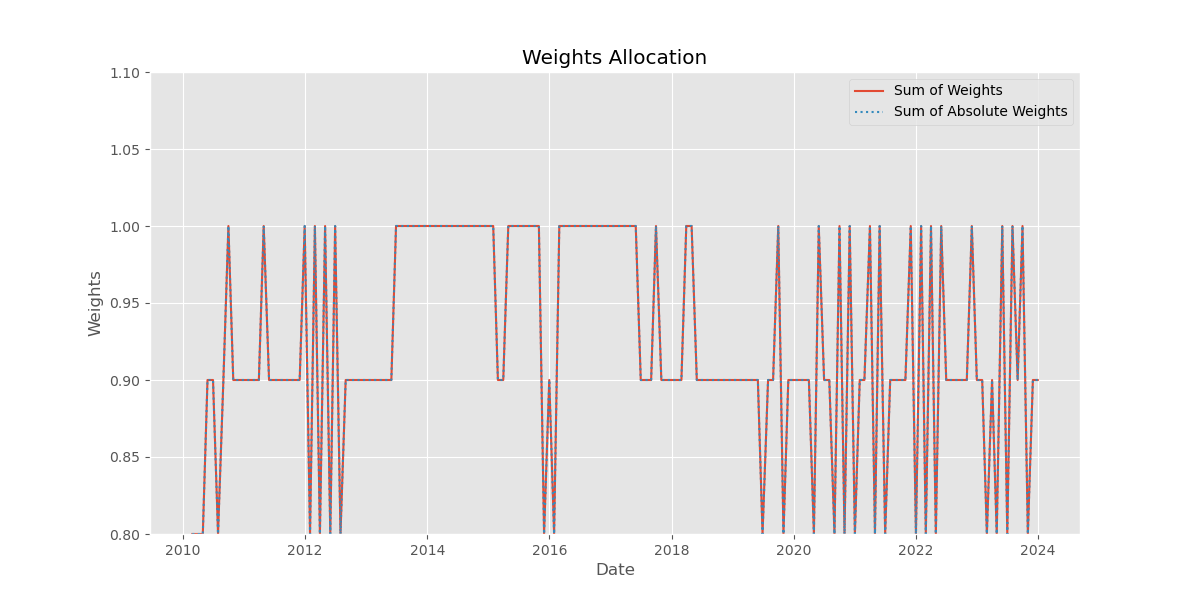 Weights Allocation
Sum of Weights
Sum of Absolute Weights
Weights
1.10
1.05
1.00
0.95
0.90
0.85
0.80
2010 2012 2014 2016 2018 2020 2022 2024
Date